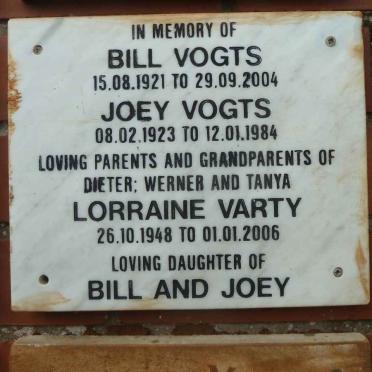 IN MEMORY OF
BILL VOGTS
15.08.1921 TO 29.09.2004
JOEY VOGTS
08.02.1923 TO 12.01.1984
LOVING PARENTS AND GRANDPARENTS OF
DIETER; WERNER AND TANYA
LORRAINE VARTY
26.10.1948 TO 01.01.2006
LOVING DAUGHTER OF
BILL AND JOEY